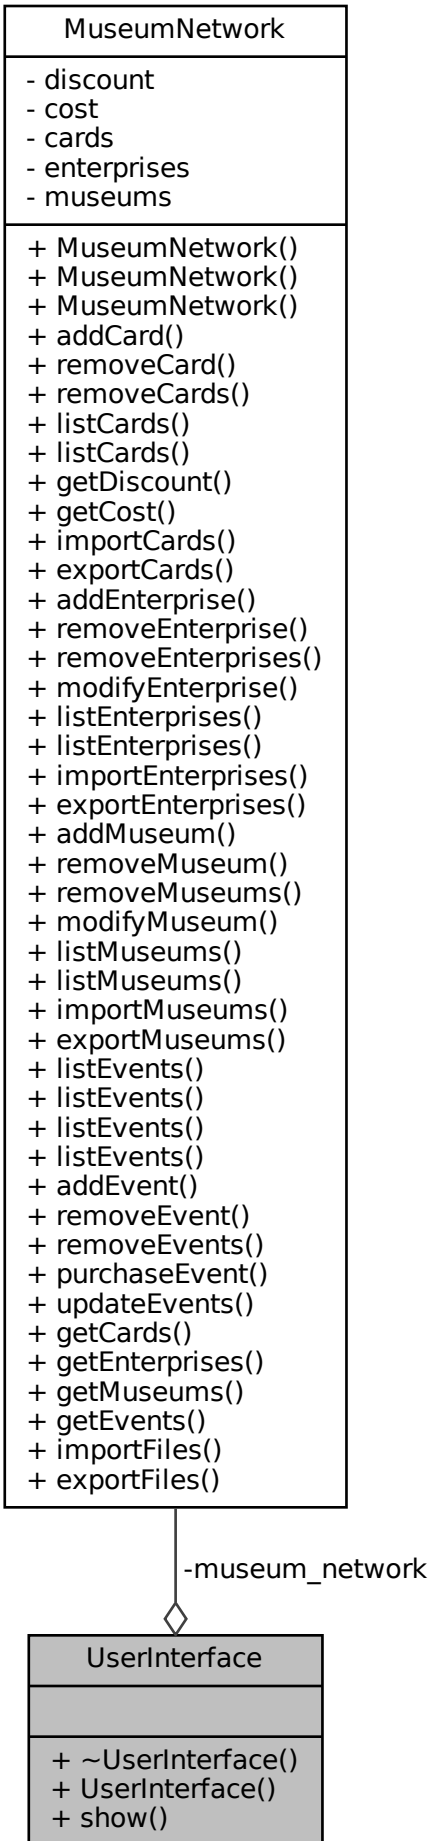 MuseumNetwork
- discount
- cost
- cards
- enterprises
- museums
+ MuseumNetwork()
+ MuseumNetwork()
+ MuseumNetwork()
+ addCard()
+ removeCard()
+ removeCards()
+ listCards()
+ listCards()
+ getDiscount()
+ getCost()
+ importCards()
+ exportCards()
+ addEnterprise()
+ removeEnterprise()
+ removeEnterprises()
+ modifyEnterprise()
+ listEnterprises()
+ listEnterprises()
+ importEnterprises()
+ exportEnterprises()
+ addMuseum()
+ removeMuseum()
+ removeMuseums()
+ modifyMuseum()
+ listMuseums()
+ listMuseums()
+ importMuseums()
+ exportMuseums()
+ listEvents()
+ listEvents()
+ listEvents()
+ listEvents()
+ addEvent()
+ removeEvent()
+ removeEvents()
+ purchaseEvent()
+ updateEvents()
+ getCards()
+ getEnterprises()
+ getMuseums()
+ getEvents()
+ importFiles()
+ exportFiles()
-museum_network
UserInterface
+ ~UserInterface()
+ UserInterface()
+ show()